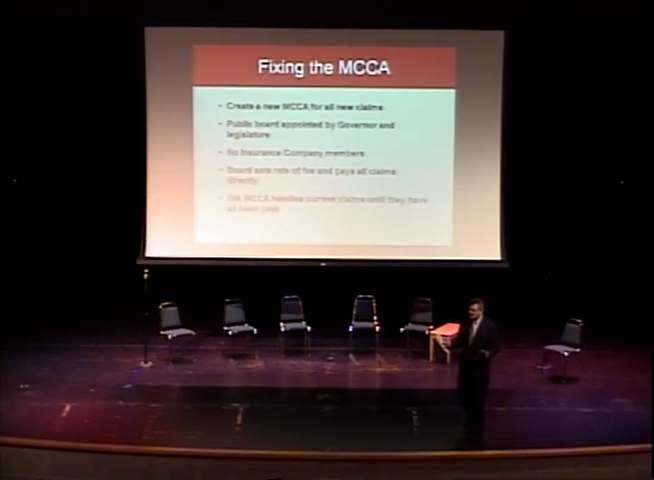 Fixing the MCCA
• Create a new MCCA for all new claims
• Public board appointed by Governor and
legislature
• No Insurance Company members
• Board sets rate of fee and pays all claims
directly
• Old MCCA handles current claims until they have
all been paid